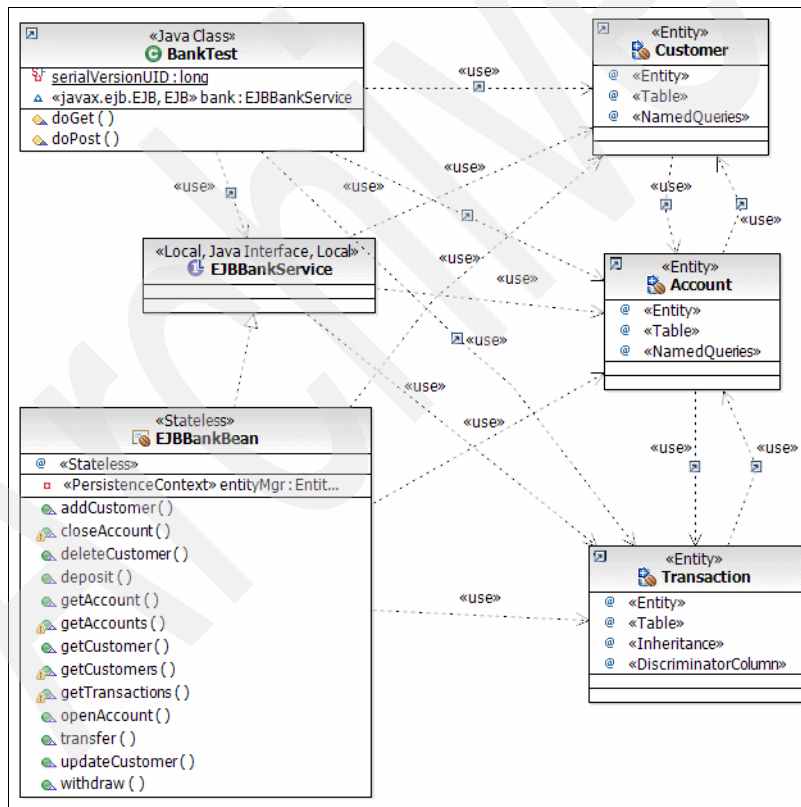 «Java Class»
BankTest
serialVersionUID : long
«javax.ejb.EJB, EJB» bank : EJBBankService
doGet ( )
doPost ( )
«Entity»
Customer
@ «Entity»
@ «Table»
@ «NamedQueries»
«use»
«use»
«use»
«use»
«use»
«Local, Java Interface, Local»
EJBBankService
«use»
«Entity»
Account
@ «Entity»
@ «Table»
@ «NamedQueries»
«use»
«use»
«use»
«use»
«use»
«Stateless»
EJBBankBean
@ «Stateless»
«PersistenceContext» entityMgr : Entit...
addCustomer ( )
closeAccount ( )
deleteCustomer ( )
deposit ( )
getAccount ( )
getAccounts ( )
getCustomer ( )
getCustomers ( )
getTransactions ( )
openAccount ( )
transfer ( )
updateCustomer ( )
withdraw ( )
«use»
«Entity»
Transaction
@ «Entity»
@ «Table»
@ «Inheritance»
@ «DiscriminatorColumn»